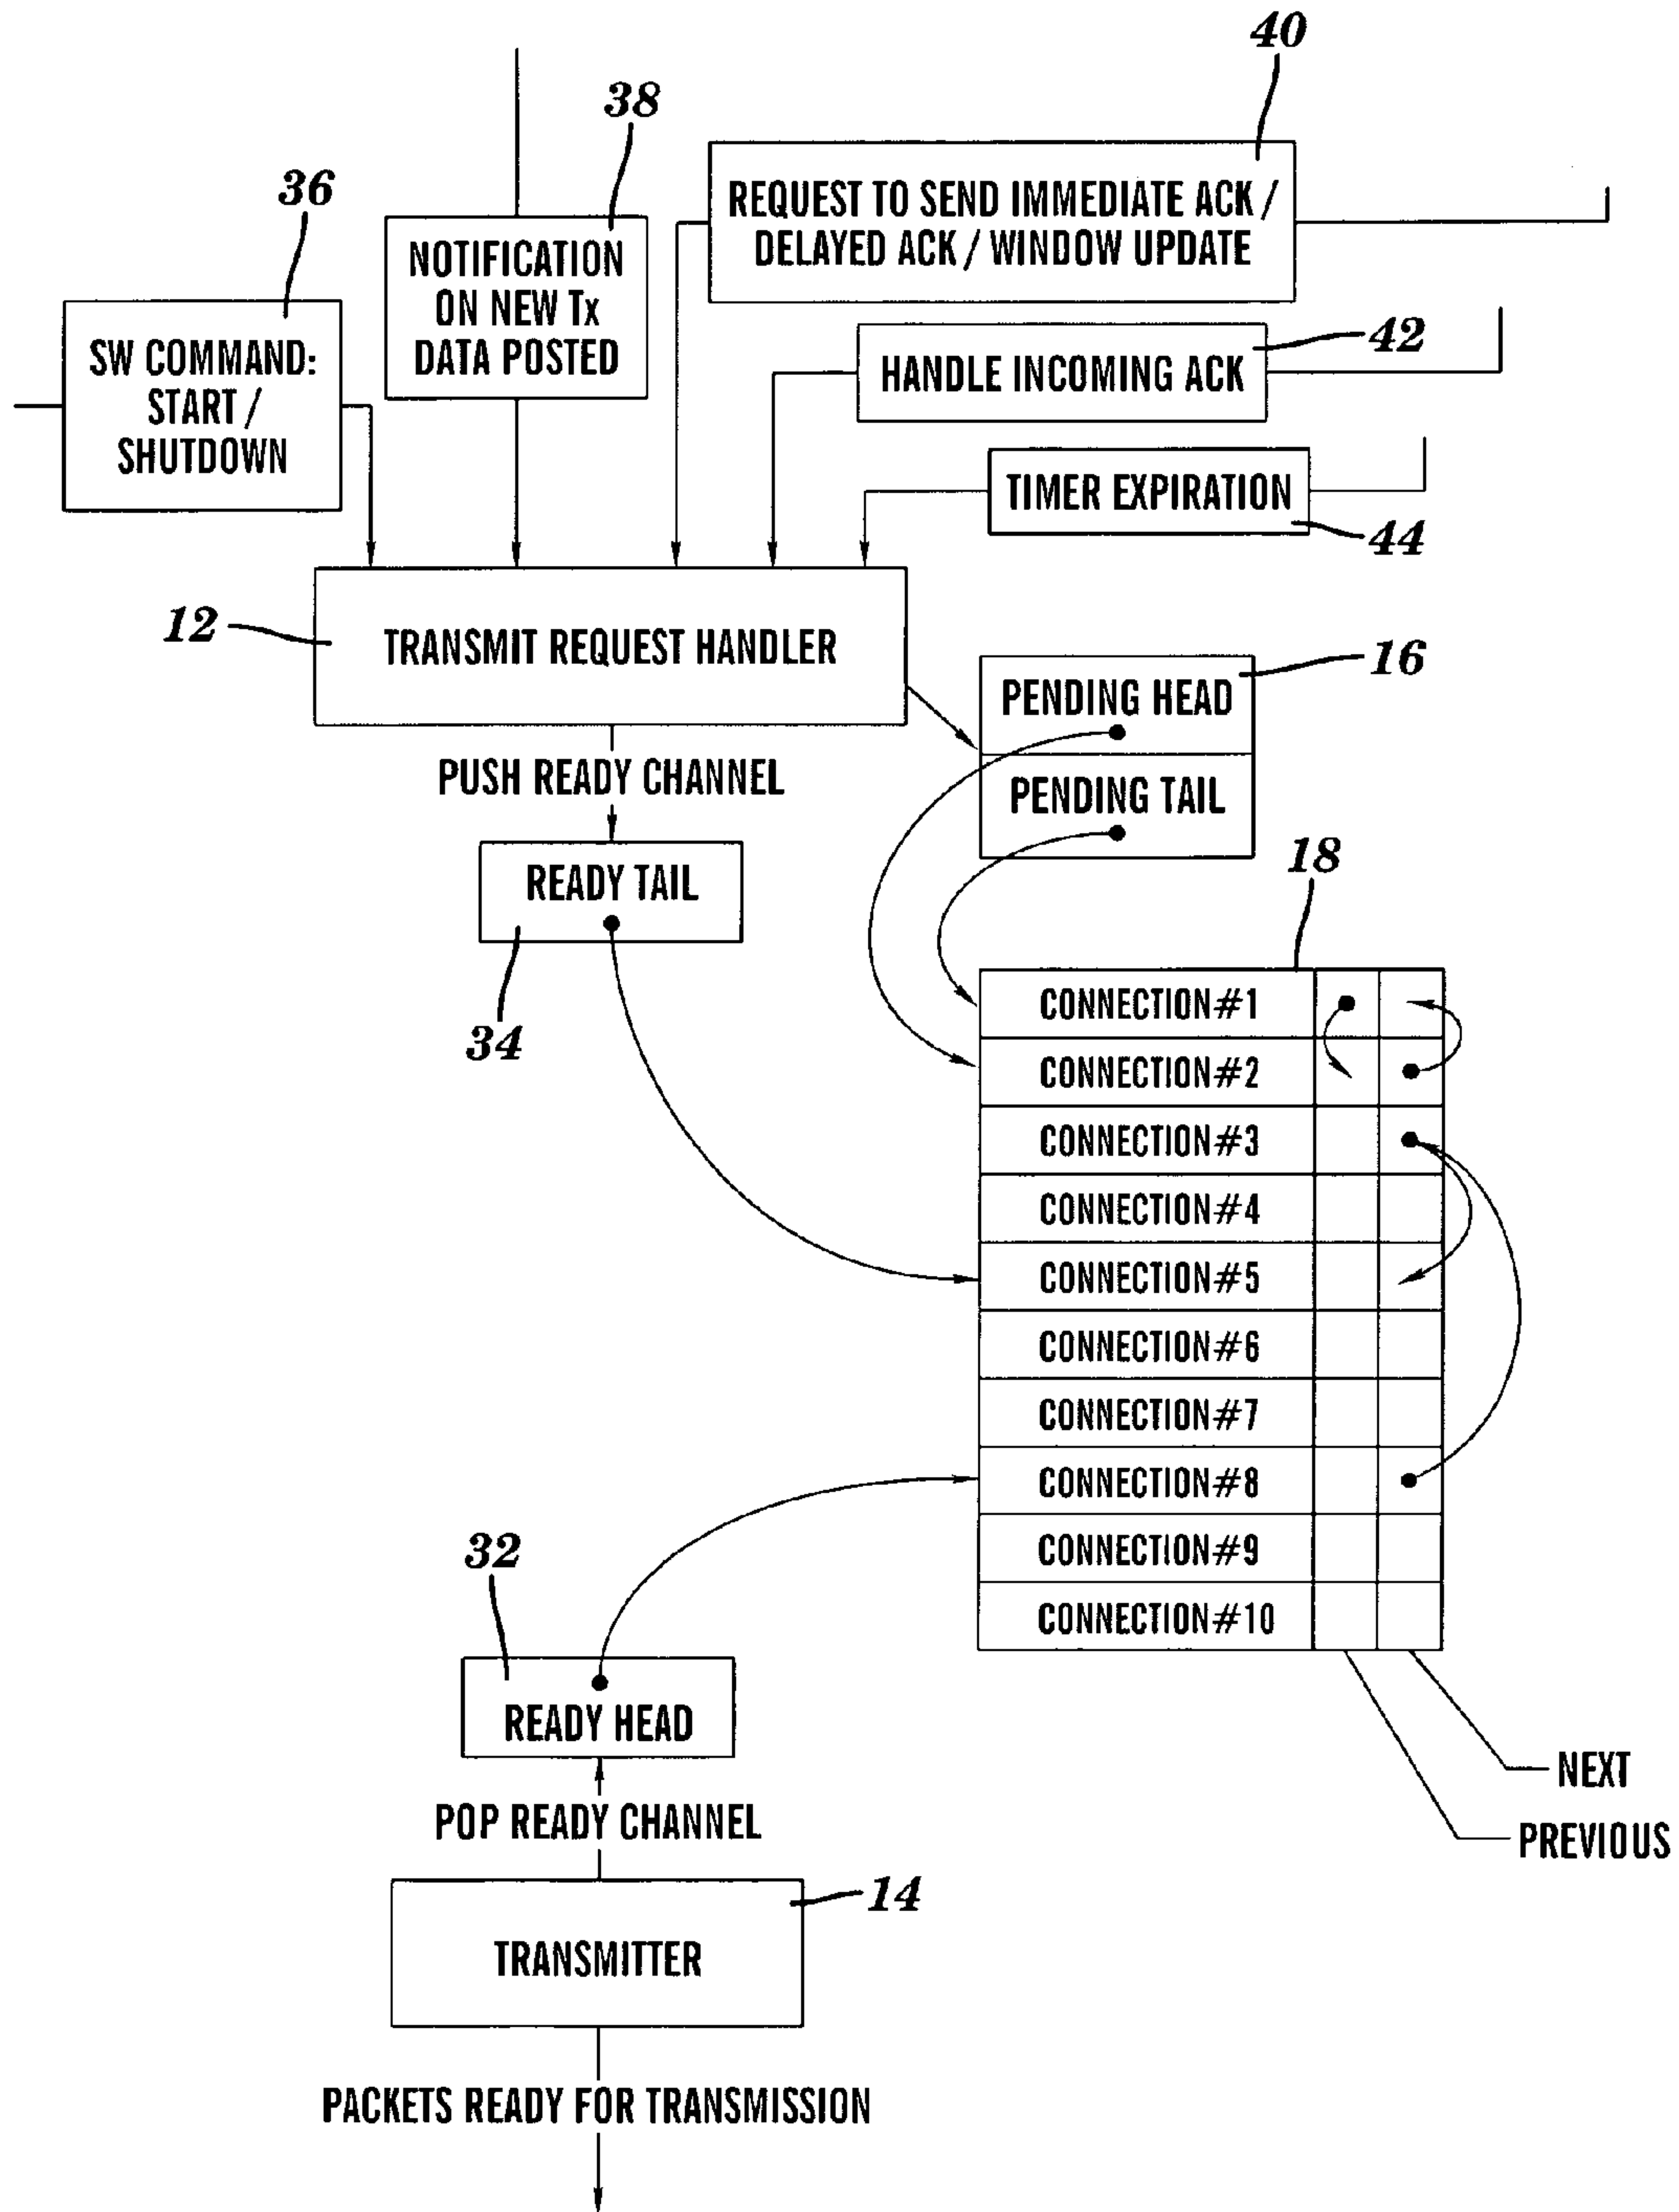 40
38
36
REQUEST TO SEND IMMEDIATE ACK /
DELAYED ACK / WINDOW UPDATE
NOTIFICATION
ON NEW Tx
DATA POSTED
SW COMMAND:
START /
SHUTDOWN
42
HANDLE INCOMING ACK
TIMER EXPIRATION
44
12
TRANSMIT REQUEST HANDLER
16
PENDING HEAD
PUSH READY CHANNEL
PENDING TAIL
READY TAIL
18
34
CONNECTION#1
CONNECTION#2
CONNECTION#3
CONNECTION#4
CONNECTION#5
CONNECTION#6
CONNECTION#7
CONNECTION#8
CONNECTION#9
CONNECTION#10
32
READY HEAD
NEXT
POP READY CHANNEL
PREVIOUS
14
TRANSMITTER
PACKETS READY FOR TRANSMISSION